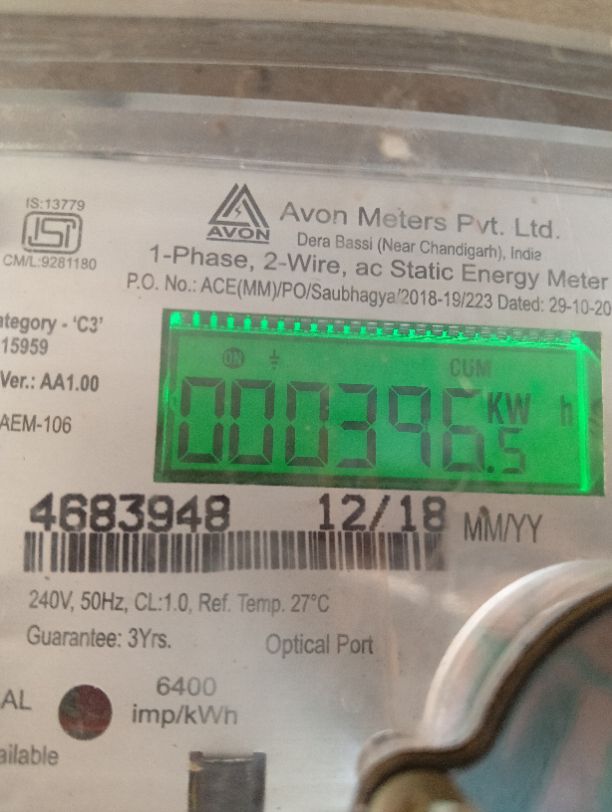 IS:13779
ISI
CM/L:9281180
AVON
Avon Meters Pvt. Ltd.
Dera Bassi (Near Chandigarh), India
1-Phase, 2-Wire, ac Static Energy Meter
P.O. No.: ACE(MM)/PO/Saubhagya/2018-19/223 Dated: 29-10-20
ategory - 'C3'
15959
Ver.: AA1.00
AEM-106
ON CUM
000396.5 KW h
4683948 12/18 MM/YY
240V, 50Hz, CL:1.0, Ref. Temp. 27°C
Guarantee: 3Yrs. Optical Port
AL 6400
imp/kWh
ailable